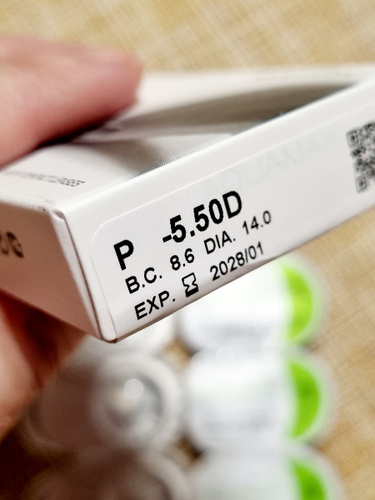 P -5.50D
B.C. 8.6 DIA. 14.0
EXP. ⌛ 2028/01